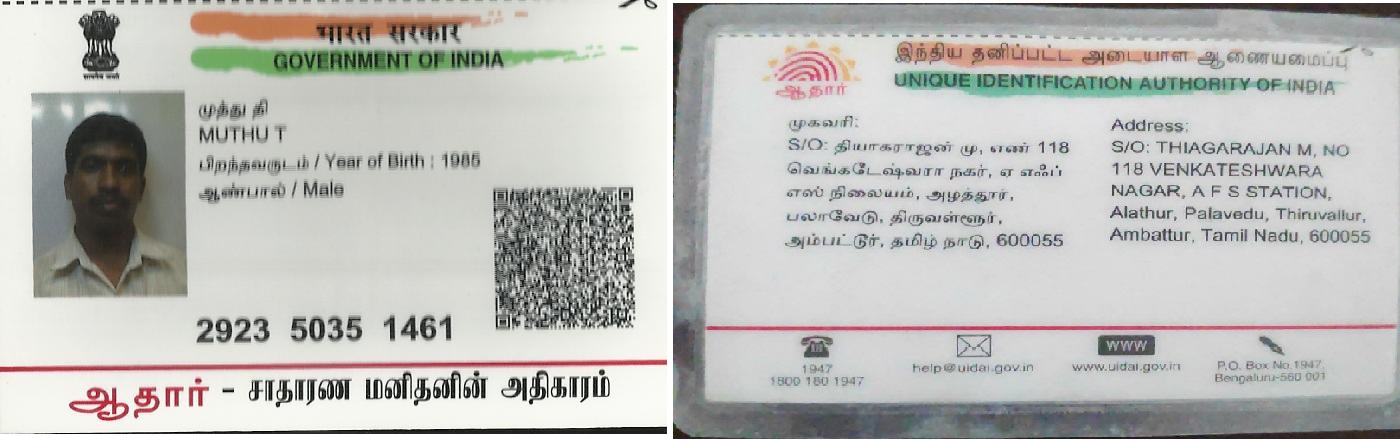 भारत सरकार
GOVERNMENT OF INDIA
முத்து தி
MUTHU T
பிறந்தவருடம் / Year of Birth : 1985
ஆண்பால் / Male
2923 5035 1461
ஆதார் - சாதாரண மனிதனின் அதிகாரம்
இந்திய தனிப்பட்ட அடையாள ஆணையமைப்பு
UNIQUE IDENTIFICATION AUTHORITY OF INDIA
ஆதார்
முகவரி:
S/O: தியாகராஜன் மு, எண் 118
வெங்கடேஷ்வரா நகர், ஏ எஃப்
எஸ் நிலையம், அழத்தூர்,
பலாவேடு, திருவள்ளூர்,
அம்பட்டூர், தமிழ் நாடு, 600055
Address:
S/O: THIAGARAJAN M, NO
118 VENKATESHWARA
NAGAR, A F S STATION,
Alathur, Palavedu, Thiruvallur,
Ambattur, Tamil Nadu, 600055
1947
1800 180 1947
help@uidai.gov.in
www
www.uidai.gov.in
P.O. Box No.1947,
Bengaluru-560 001